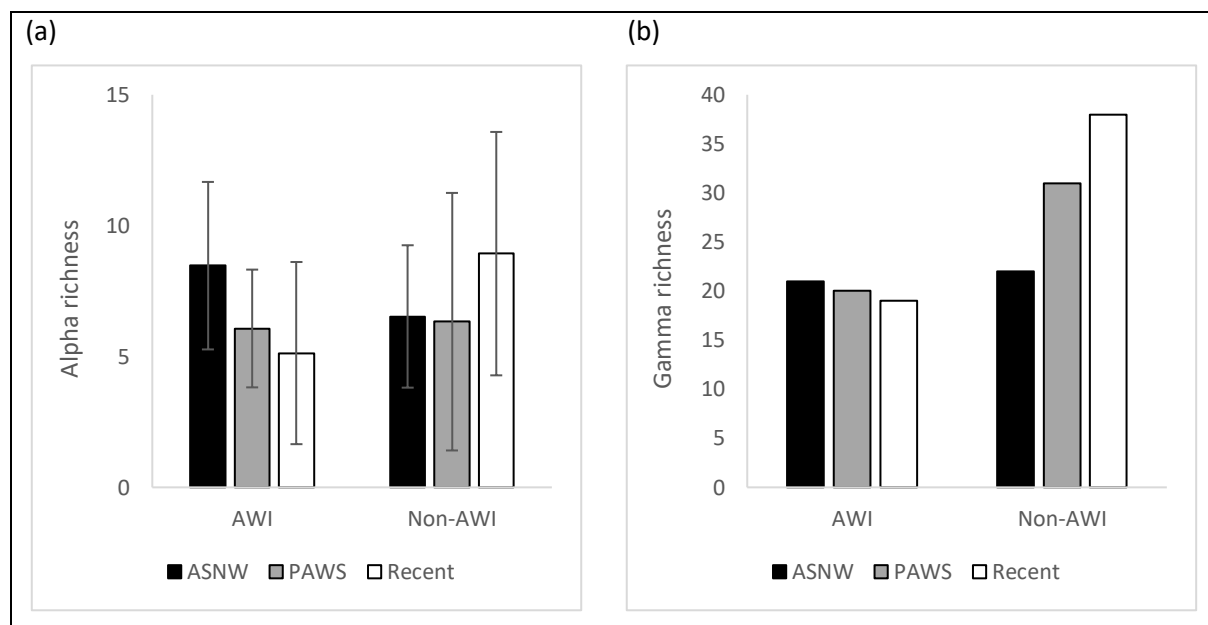 (a)
Alpha richness
15
10
5
0
AWI Non-AWI
ASNW PAWS Recent
(b)
Gamma richness
40
35
30
25
20
15
10
5
0
AWI Non-AWI
ASNW PAWS Recent